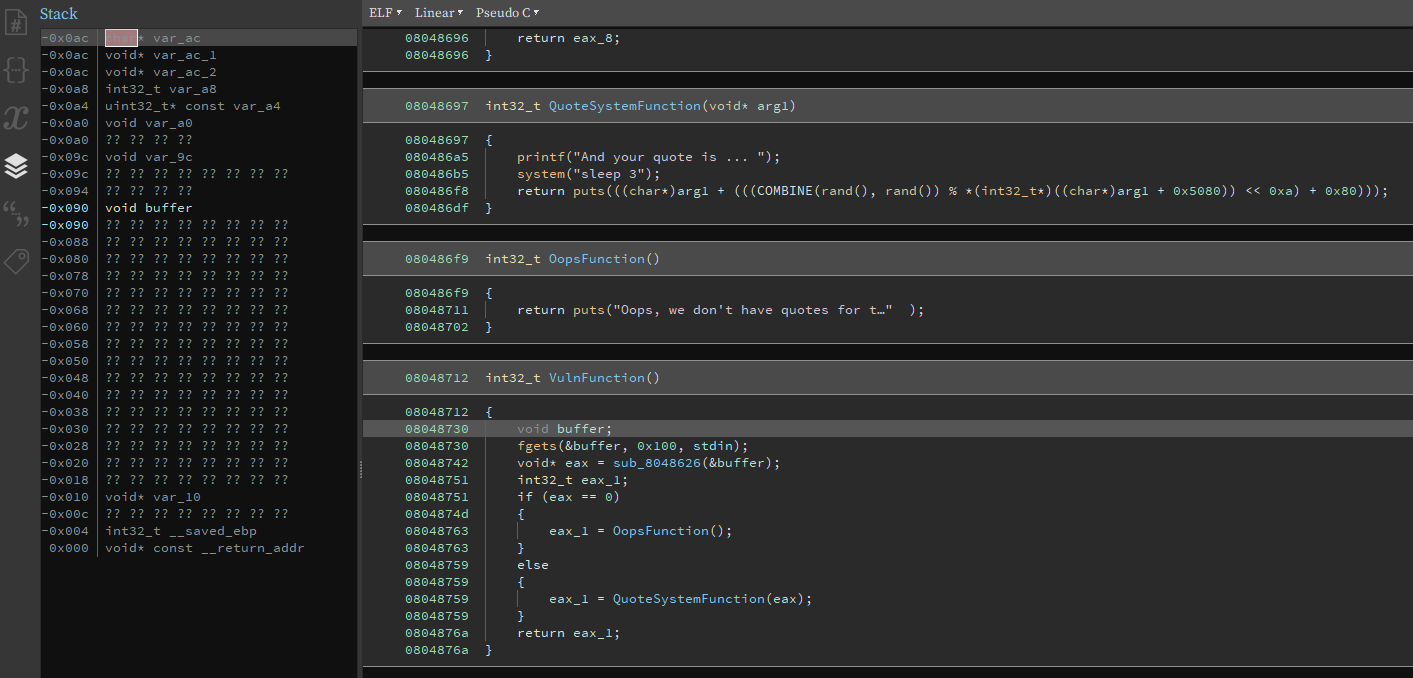 Stack
-0x0ac char* var_ac
-0x0ac void* var_ac_1
-0x0ac void* var_ac_2
-0x0a8 int32_t var_a8
-0x0a4 uint32_t* const var_a4
-0x0a0 void var_a0
-0x0a0 ?? ?? ?? ??
-0x09c void var_9c
-0x09c ?? ?? ?? ?? ?? ?? ?? ??
-0x094 ?? ?? ?? ??
-0x090 void buffer
-0x090 ?? ?? ?? ?? ?? ?? ?? ??
-0x088 ?? ?? ?? ?? ?? ?? ?? ??
-0x080 ?? ?? ?? ?? ?? ?? ?? ??
-0x078 ?? ?? ?? ?? ?? ?? ?? ??
-0x070 ?? ?? ?? ?? ?? ?? ?? ??
-0x068 ?? ?? ?? ?? ?? ?? ?? ??
-0x060 ?? ?? ?? ?? ?? ?? ?? ??
-0x058 ?? ?? ?? ?? ?? ?? ?? ??
-0x050 ?? ?? ?? ?? ?? ?? ?? ??
-0x048 ?? ?? ?? ?? ?? ?? ?? ??
-0x040 ?? ?? ?? ?? ?? ?? ?? ??
-0x038 ?? ?? ?? ?? ?? ?? ?? ??
-0x030 ?? ?? ?? ?? ?? ?? ?? ??
-0x028 ?? ?? ?? ?? ?? ?? ?? ??
-0x020 ?? ?? ?? ?? ?? ?? ?? ??
-0x018 ?? ?? ?? ?? ?? ?? ?? ??
-0x010 void* var_10
-0x00c ?? ?? ?? ?? ?? ?? ?? ??
-0x004 int32_t __saved_ebp
0x000 void* const __return_addr
ELF Linear Pseudo C
08048696 return eax_8;
08048696 }
08048697 int32_t QuoteSystemFunction(void* arg1)
08048697 {
080486a5 printf("And your quote is ... ");
080486b5 system("sleep 3");
080486f8 return puts(((char*)arg1 + (((COMBINE(rand(), rand()) % *(int32_t*)((char*)arg1 + 0x5080)) << 0xa) + 0x80)));
080486df }
080486f9 int32_t OopsFunction()
080486f9 {
08048711 return puts("Oops, we don't have quotes for t…" );
08048702 }
08048712 int32_t VulnFunction()
08048712 {
08048730 void buffer;
08048730 fgets(&buffer, 0x100, stdin);
08048742 void* eax = sub_8048626(&buffer);
08048751 int32_t eax_1;
08048751 if (eax == 0)
0804874d {
08048763 eax_1 = OopsFunction();
08048763 }
08048759 else
08048759 {
08048759 eax_1 = QuoteSystemFunction(eax);
08048759 }
0804876a return eax_1;
0804876a }